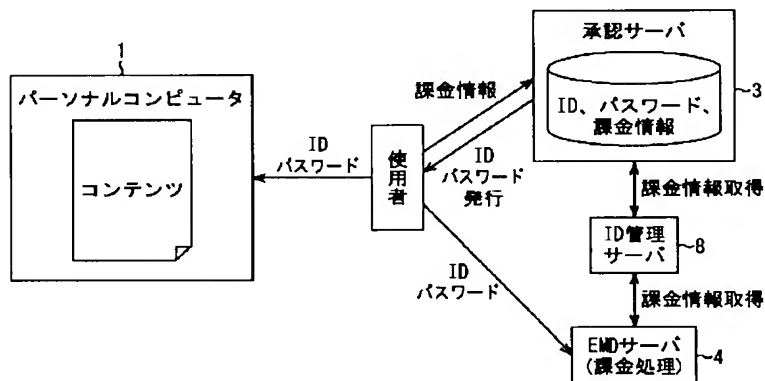 1
パーソナルコンピュータ
コンテンツ
ID
パスワード
使用者
課金情報
ID
パスワード
発行
ID
パスワード
承認サーバ
ID、パスワード、
課金情報
3
課金情報取得
ID管理
サーバ
8
課金情報取得
EMDサーバ
(課金処理)
4